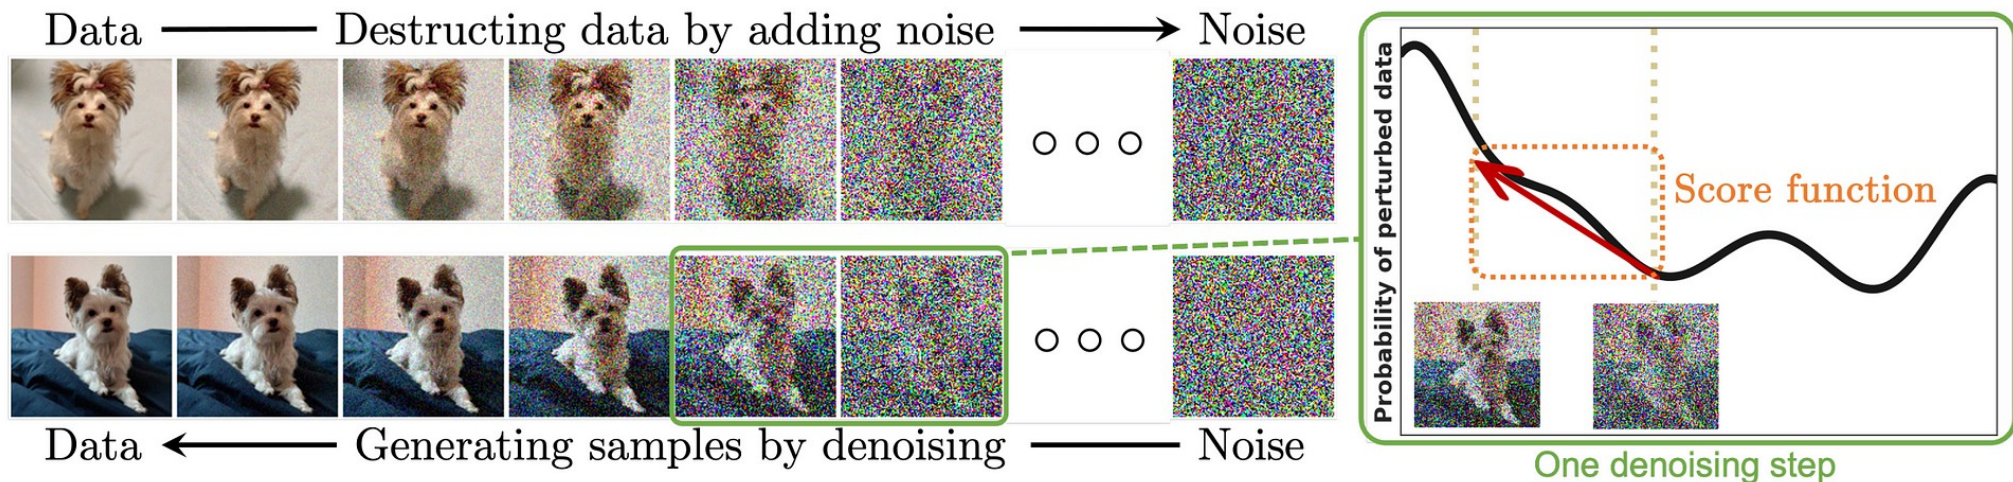 Data
Destructing data by adding noise
Noise
Probability of perturbed data
Score function
Data
Generating samples by denoising
Noise
One denoising step